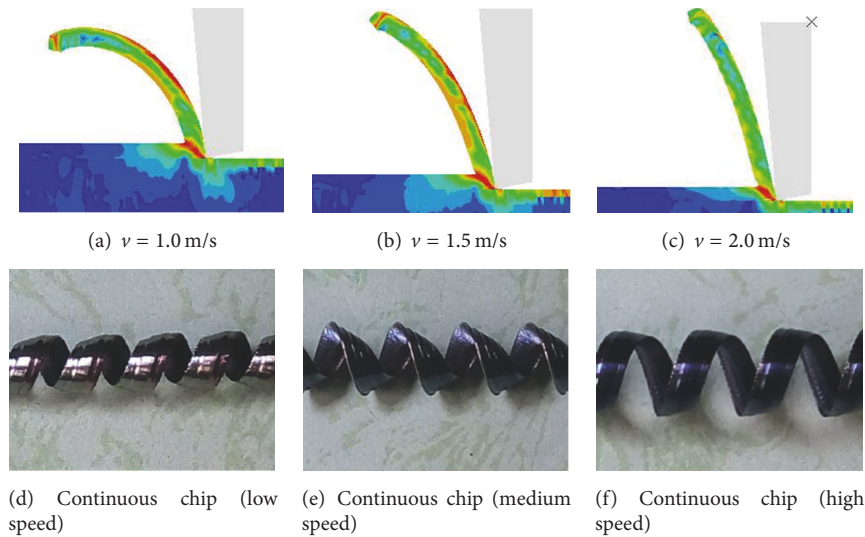 (a) v = 1.0 m/s
(b) v = 1.5 m/s
(c) v = 2.0 m/s
(d) Continuous chip (low
speed)
(e) Continuous chip (medium
speed)
(f) Continuous chip (high
speed)